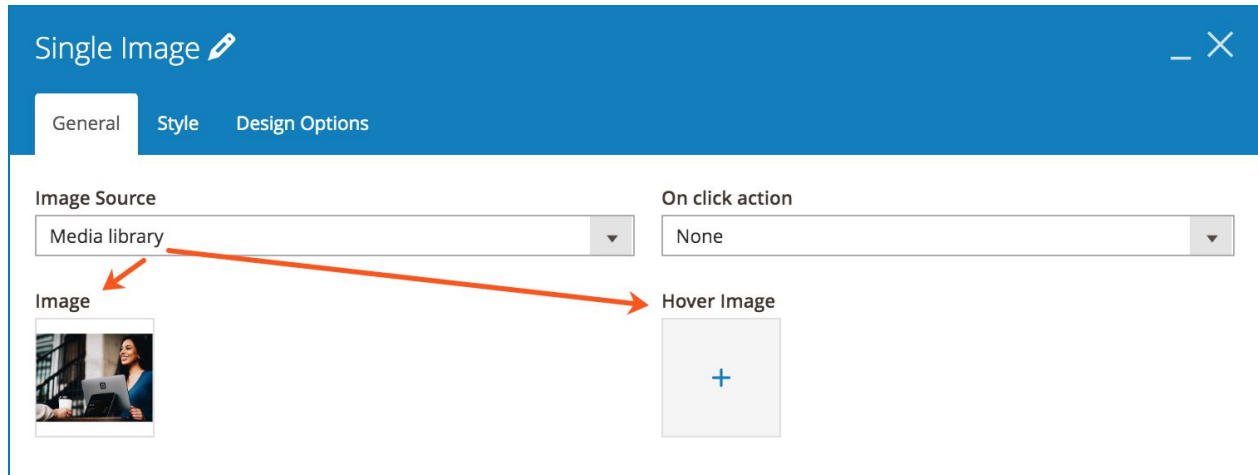 Single Image
General Style Design Options
Image Source
Media library
On click action
None
Image
Hover Image